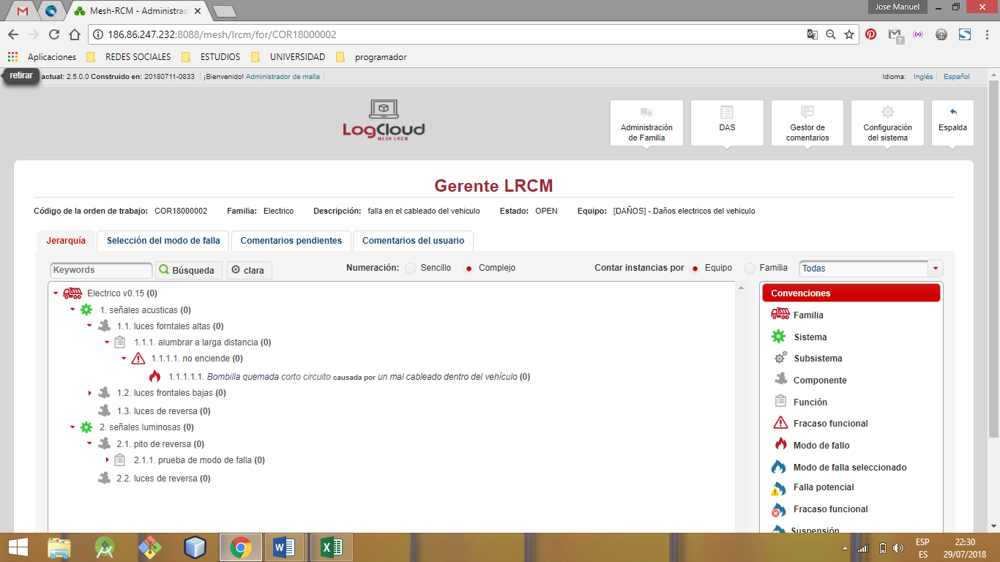 Jose Manuel
Mesh-RCM - Administrad
186.86.247.232:8088/mesh/lrcm/for/COR18000002
Aplicaciones REDES SOCIALES ESTUDIOS UNIVERSIDAD programador
retirar
actual: 2.5.0.0 Construido en: 20180711-0833 ¡Bienvenido! Administrador de malla
Idioma: Inglés Español
LogCloud
MESH LRCM
Administración
de Familia
DAS
Gestor de
comentarios
Configuración
del sistema
Espalda
Gerente LRCM
Código de la orden de trabajo: COR18000002 Familia: Electrico Descripción: falla en el cableado del vehiculo Estado: OPEN Equipo: [DAÑOS] - Daños electricos del vehiculo
Jerarquía Selección del modo de falla Comentarios pendientes Comentarios del usuario
Keywords Búsqueda clara Numeración: Sencillo Complejo Contar instancias por Equipo Familia Todas
Electrico v0.15 (0)
1. señales acusticas (0)
1.1. luces forntales altas (0)
1.1.1. alumbrar a larga distancia (0)
1.1.1.1. no enciende (0)
1.1.1.1.1. Bombilla quemada corto circuito causada por un mal cableado dentro del vehículo (0)
1.2. luces frontales bajas (0)
1.3. luces de reversa (0)
2. señales luminosas (0)
2.1. pito de reversa (0)
2.1.1. prueba de modo de falla (0)
2.2. luces de reversa (0)
Convenciones
Familia
Sistema
Subsistema
Componente
Función
Fracaso funcional
Modo de fallo
Modo de falla seleccionado
Falla potencial
Fracaso funcional
Suspensión
ESP
ES
22:30
29/07/2018